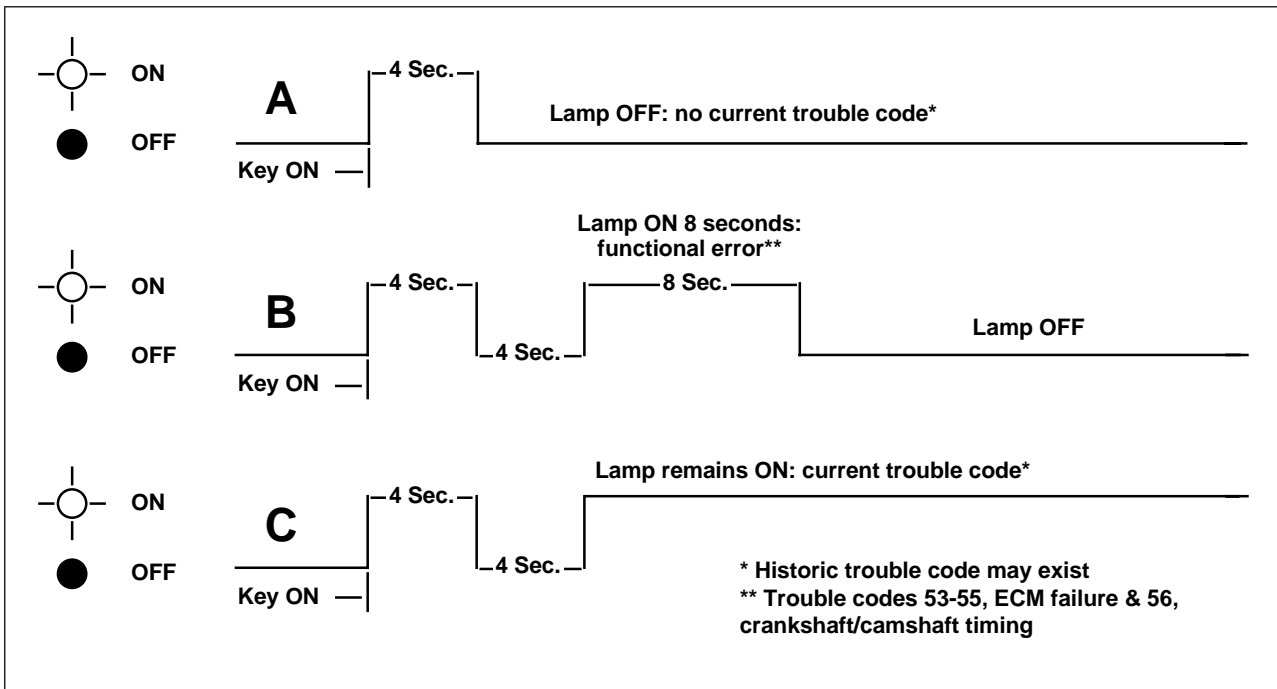 ON
A
4 Sec.
Lamp OFF: no current trouble code*
OFF
Key ON
Lamp ON 8 seconds:
functional error**
ON
B
4 Sec.
8 Sec.
Lamp OFF
OFF
4 Sec.
Key ON
Lamp remains ON: current trouble code*
ON
C
4 Sec.
OFF
4 Sec.
Key ON
* Historic trouble code may exist
** Trouble codes 53-55, ECM failure & 56,
crankshaft/camshaft timing